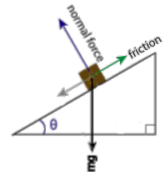 normal force
friction
θ
mg